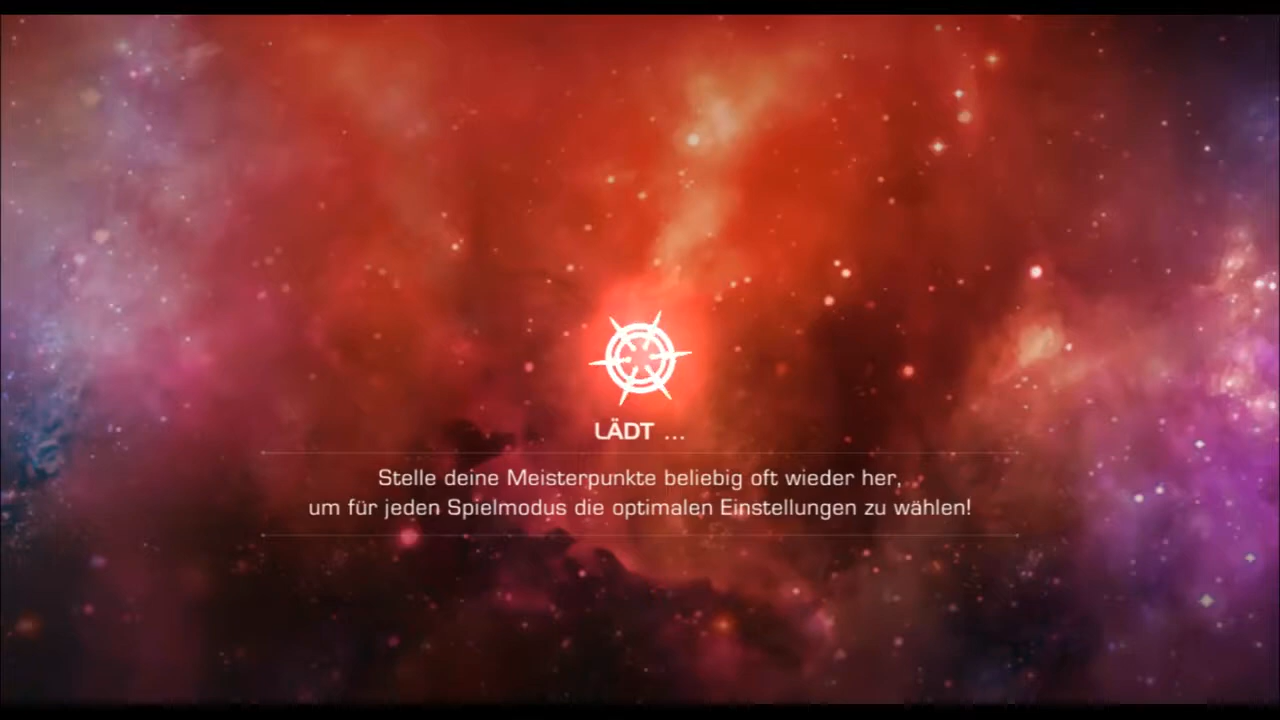 LÄDT ...
Stelle deine Meisterpunkte beliebig oft wieder her,
um für jeden Spielmodus die optimalen Einstellungen zu wählen!